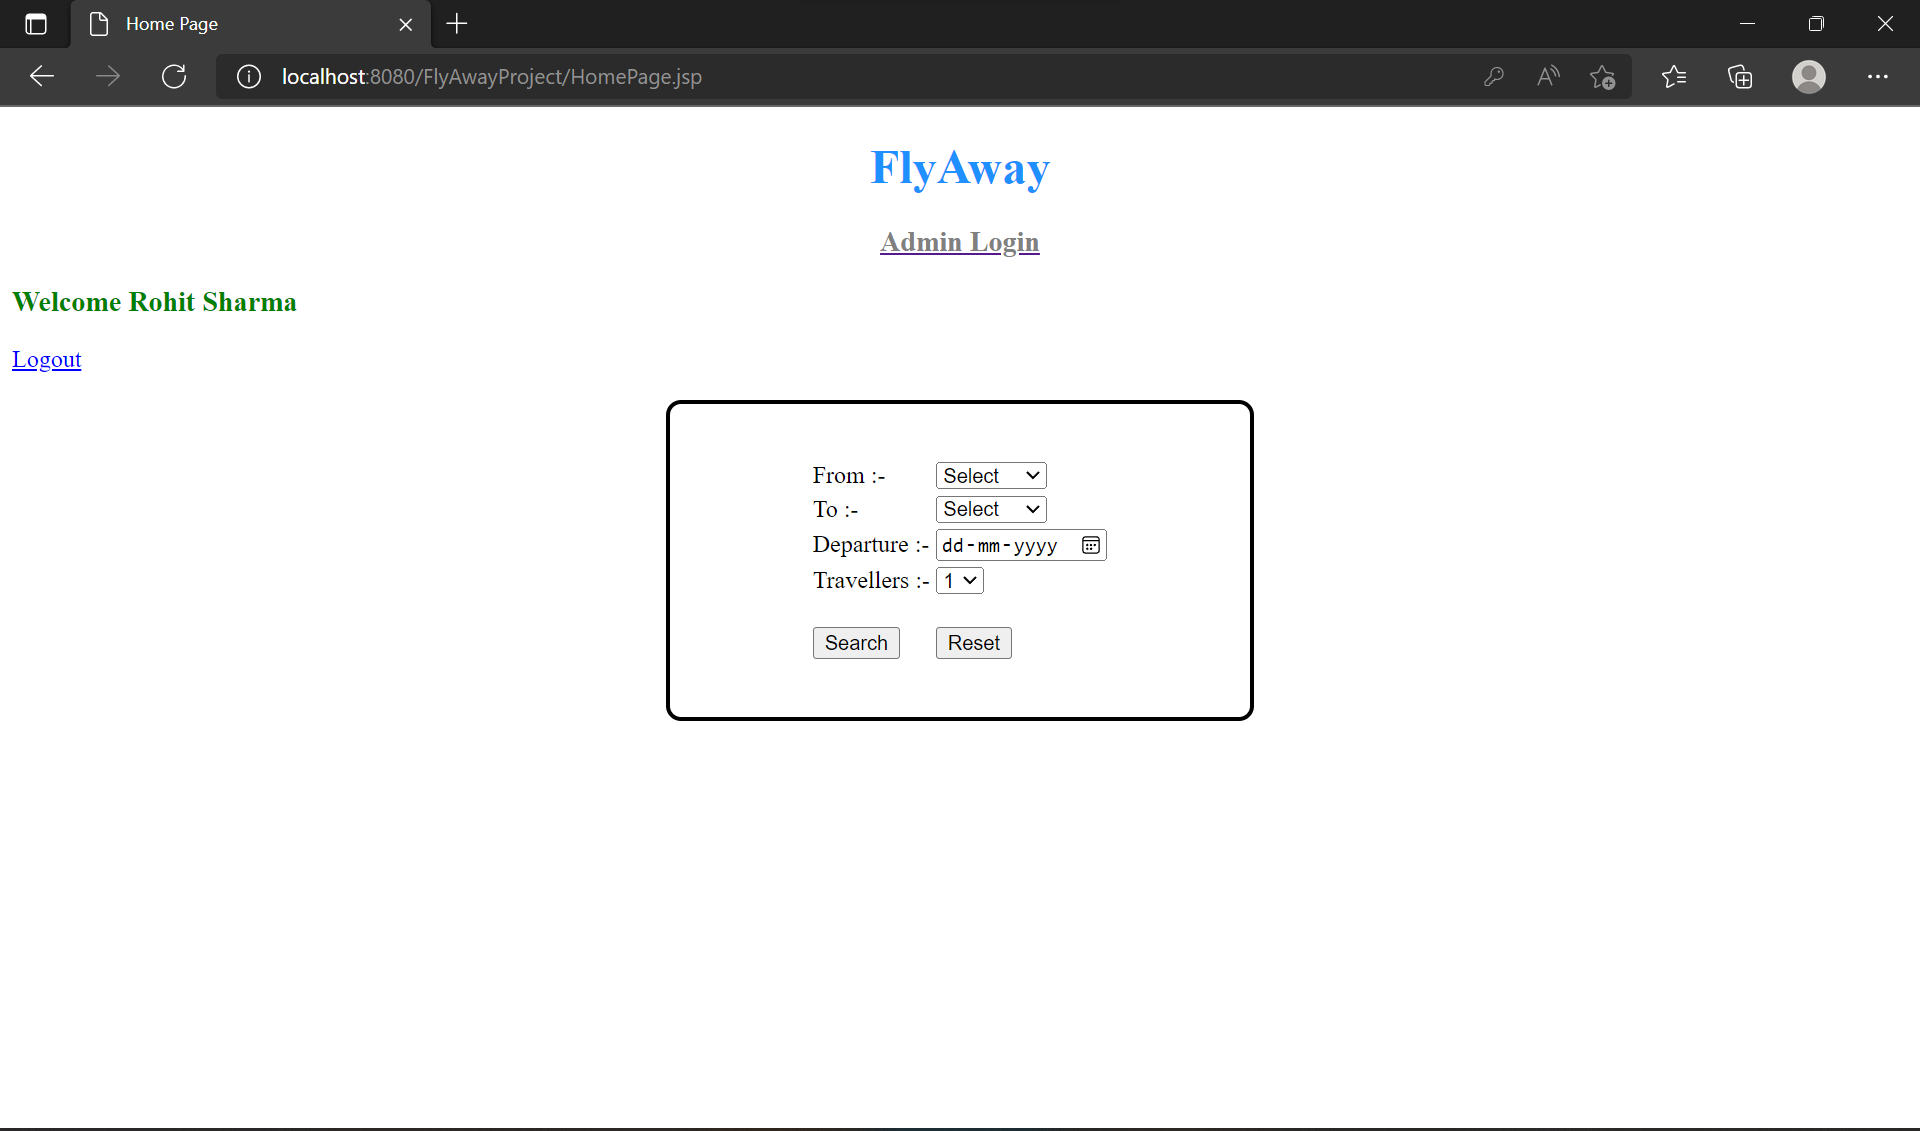 Home Page
localhost:8080/FlyAwayProject/HomePage.jsp
FlyAway
Admin Login
Welcome Rohit Sharma
Logout
From :- Select
To :- Select
Departure :- dd-mm-yyyy
Travellers :- 1
Search Reset